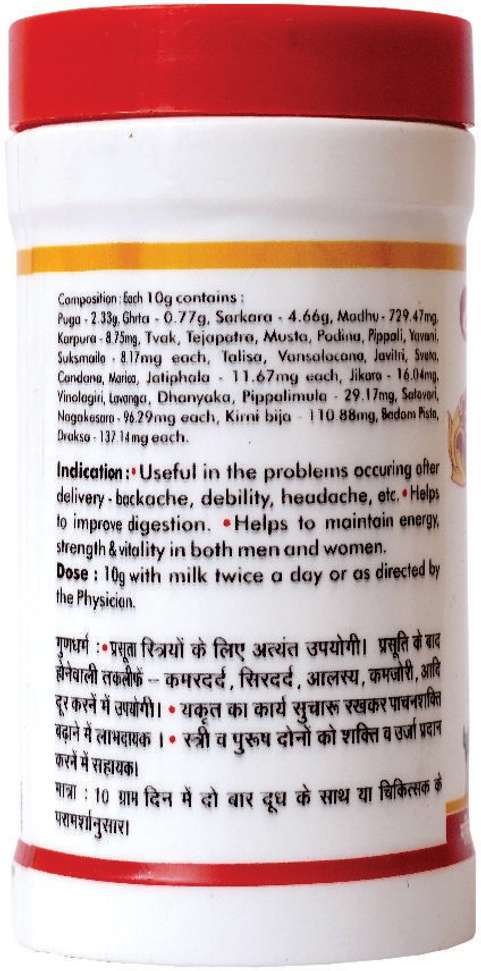 Composition : Each 10g contains :
Puga - 2.33g, Ghrta - 0.77g, Sarkara - 4.66g, Madhu - 729.47mg,
Karpura - 8.75mg, Tvak, Tejapatra, Musta, Padina, Pippali, Yavani,
Suksmaila - 8.17mg each, Talisa, Vansalocana, Javitri, Sveta,
Candana, Marica, Jatiphala - 11.67mg each, Jikara - 16.04mg,
Vinolagiri, Lavanga, Dhanyaka, Pippalimula - 29.17mg, Satavari,
Nagakesara - 96.29mg each, Kirni bija - 110 88mg, Badam Pista,
Draksa - 137 14mg each.
Indication :• Useful in the problems occuring after
delivery - backache, debility, headache, etc. • Helps
to improve digestion. • Helps to maintain energy,
strength & vitality in both men and women.
Dose : 10g with milk twice a day or as directed by
the Physician.
गुणधर्म :• प्रसूता स्त्रियों के लिए अत्यंत उपयोगी। प्रसूति के बाद
होनेवाली तकलीफें – कमरदर्द, सिरदर्द, आलस्य, कमजोरी, आदि
दूर करनें में उपयोगी। • यकृत का कार्य सुचारू रखकर पाचनशक्ति
बढ़ाने में लाभदायक । • स्त्री व पुरूष दोनों को शक्ति व उर्जा प्रदान
करनें में सहायक।
मात्रा : 10 ग्राम दिन में दो बार दूध के साथ या चिकित्सक के
परामर्शानुसार।